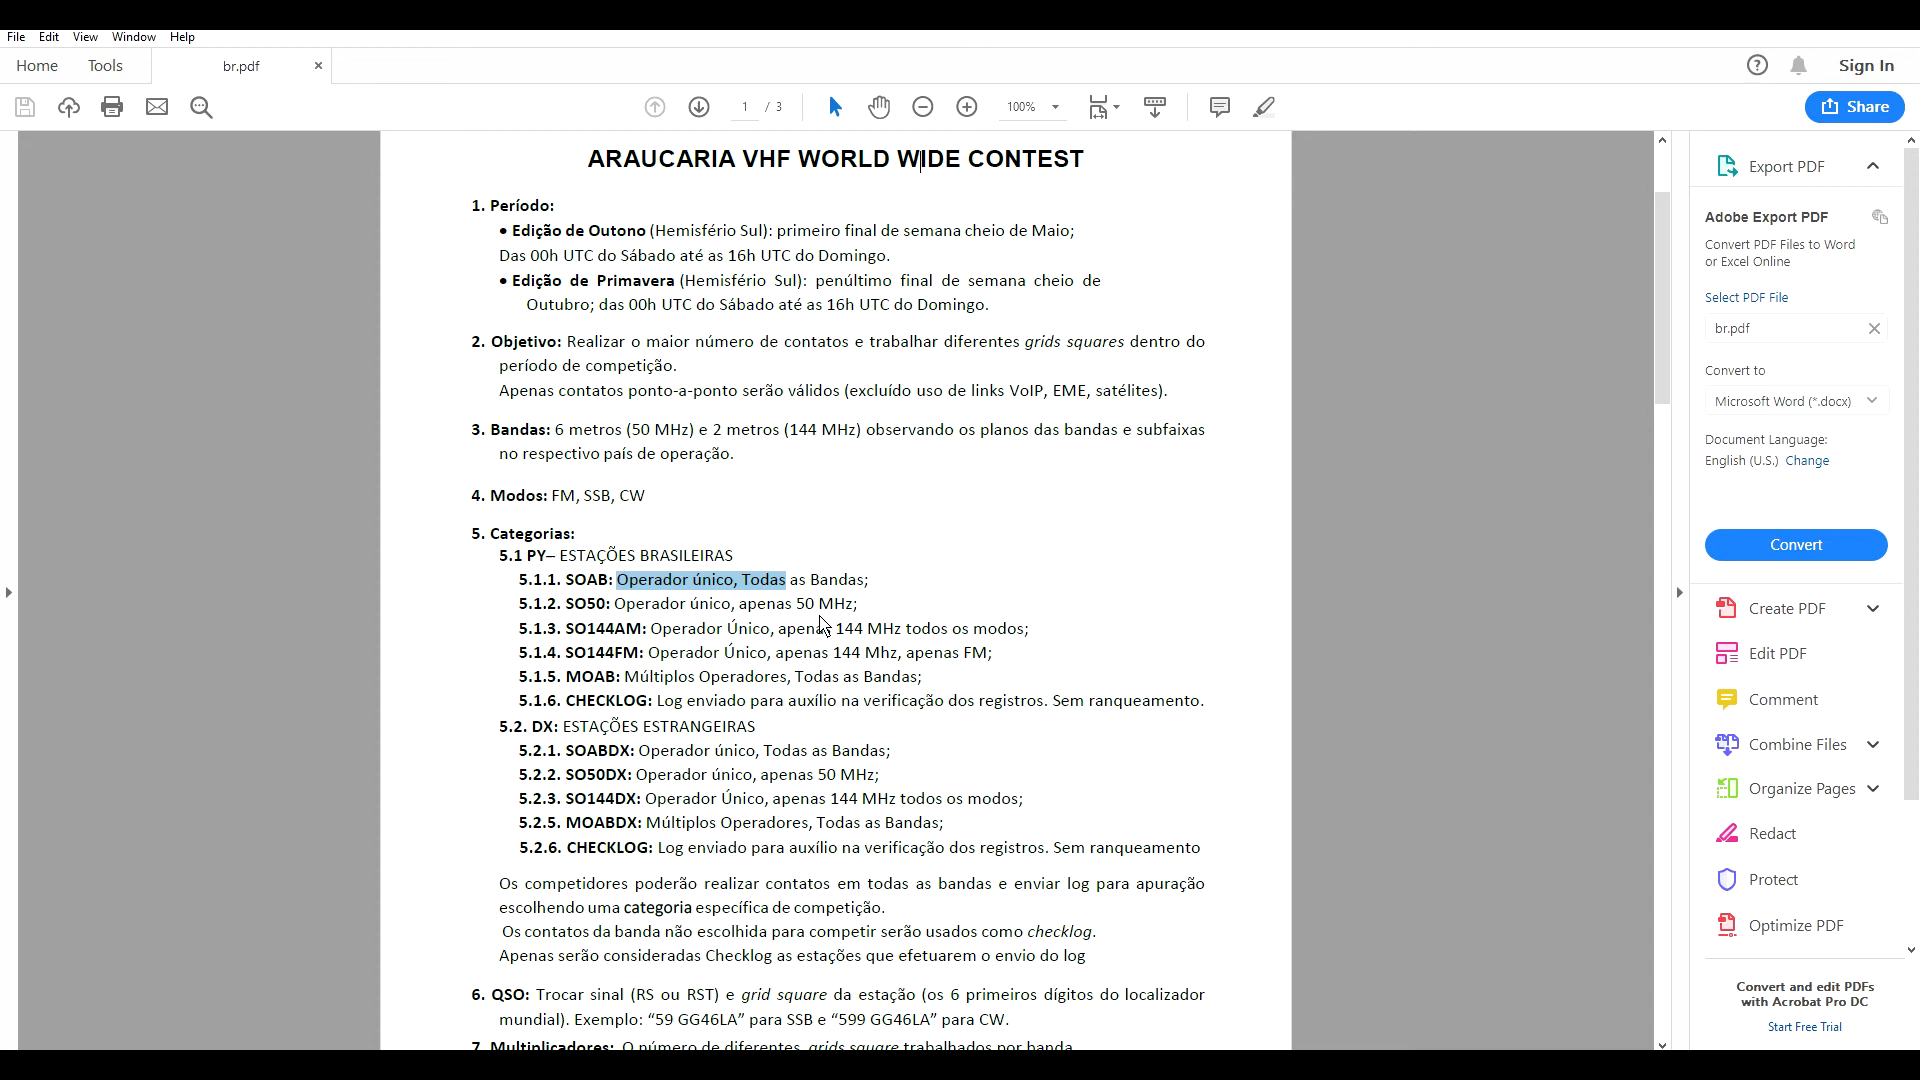 File Edit View Window Help
Home Tools br.pdf × Sign In
1 / 3 100% Share
ARAUCARIA VHF WORLD WIDE CONTEST
1. Período:
• Edição de Outono (Hemisfério Sul): primeiro final de semana cheio de Maio;
Das 00h UTC do Sábado até as 16h UTC do Domingo.
• Edição de Primavera (Hemisfério Sul): penúltimo final de semana cheio de
Outubro; das 00h UTC do Sábado até as 16h UTC do Domingo.
2. Objetivo: Realizar o maior número de contatos e trabalhar diferentes grids squares dentro do
período de competição.
Apenas contatos ponto-a-ponto serão válidos (excluído uso de links VoIP, EME, satélites).
3. Bandas: 6 metros (50 MHz) e 2 metros (144 MHz) observando os planos das bandas e subfaixas
no respectivo país de operação.
4. Modos: FM, SSB, CW
5. Categorias:
5.1 PY– ESTAÇÕES BRASILEIRAS
5.1.1. SOAB: Operador único, Todas as Bandas;
5.1.2. SO50: Operador único, apenas 50 MHz;
5.1.3. SO144AM: Operador Único, apenas 144 MHz todos os modos;
5.1.4. SO144FM: Operador Único, apenas 144 Mhz, apenas FM;
5.1.5. MOAB: Múltiplos Operadores, Todas as Bandas;
5.1.6. CHECKLOG: Log enviado para auxílio na verificação dos registros. Sem ranqueamento.
5.2. DX: ESTAÇÕES ESTRANGEIRAS
5.2.1. SOABDX: Operador único, Todas as Bandas;
5.2.2. SO50DX: Operador único, apenas 50 MHz;
5.2.3. SO144DX: Operador Único, apenas 144 MHz todos os modos;
5.2.5. MOABDX: Múltiplos Operadores, Todas as Bandas;
5.2.6. CHECKLOG: Log enviado para auxílio na verificação dos registros. Sem ranqueamento
Os competidores poderão realizar contatos em todas as bandas e enviar log para apuração
escolhendo uma categoria específica de competição.
Os contatos da banda não escolhida para competir serão usados como checklog.
Apenas serão consideradas Checklog as estações que efetuarem o envio do log
6. QSO: Trocar sinal (RS ou RST) e grid square da estação (os 6 primeiros dígitos do localizador
mundial). Exemplo: “59 GG46LA” para SSB e “599 GG46LA” para CW.
7. Multiplicadores: O número de diferentes grids square trabalhados por banda
Export PDF
Adobe Export PDF
Convert PDF Files to Word
or Excel Online
Select PDF File
br.pdf
Convert to
Microsoft Word (*.docx)
Document Language:
English (U.S.) Change
Convert
Create PDF
Edit PDF
Comment
Combine Files
Organize Pages
Redact
Protect
Optimize PDF
Convert and edit PDFs
with Acrobat Pro DC
Start Free Trial